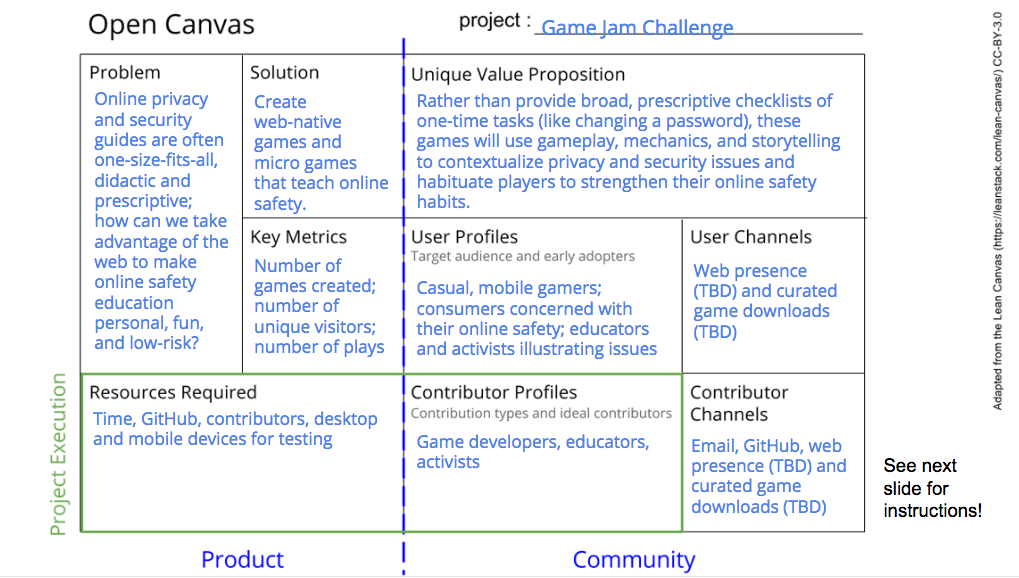 Open Canvas
project : Game Jam Challenge
Problem
Online privacy
and security
guides are often
one-size-fits-all,
didactic and
prescriptive;
how can we take
advantage of the
web to make
online safety
education
personal, fun,
and low-risk?
Solution
Create
web-native
games and
micro games
that teach online
safety.
Key Metrics
Number of
games created;
number of
unique visitors;
number of plays
Unique Value Proposition
Rather than provide broad, prescriptive checklists of
one-time tasks (like changing a password), these
games will use gameplay, mechanics, and storytelling
to contextualize privacy and security issues and
habituate players to strengthen their online safety
habits.
User Profiles
Target audience and early adopters
Casual, mobile gamers;
consumers concerned with
their online safety; educators
and activists illustrating issues
User Channels
Web presence
(TBD) and curated
game downloads
(TBD)
Project Execution
Resources Required
Time, GitHub, contributors, desktop
and mobile devices for testing
Contributor Profiles
Contribution types and ideal contributors
Game developers, educators,
activists
Contributor
Channels
Email, GitHub, web
presence (TBD) and
curated game
downloads (TBD)
Product
Community
See next
slide for
instructions!
Adapted from the Lean Canvas (https://leanstack.com/lean-canvas/) CC-BY-3.0